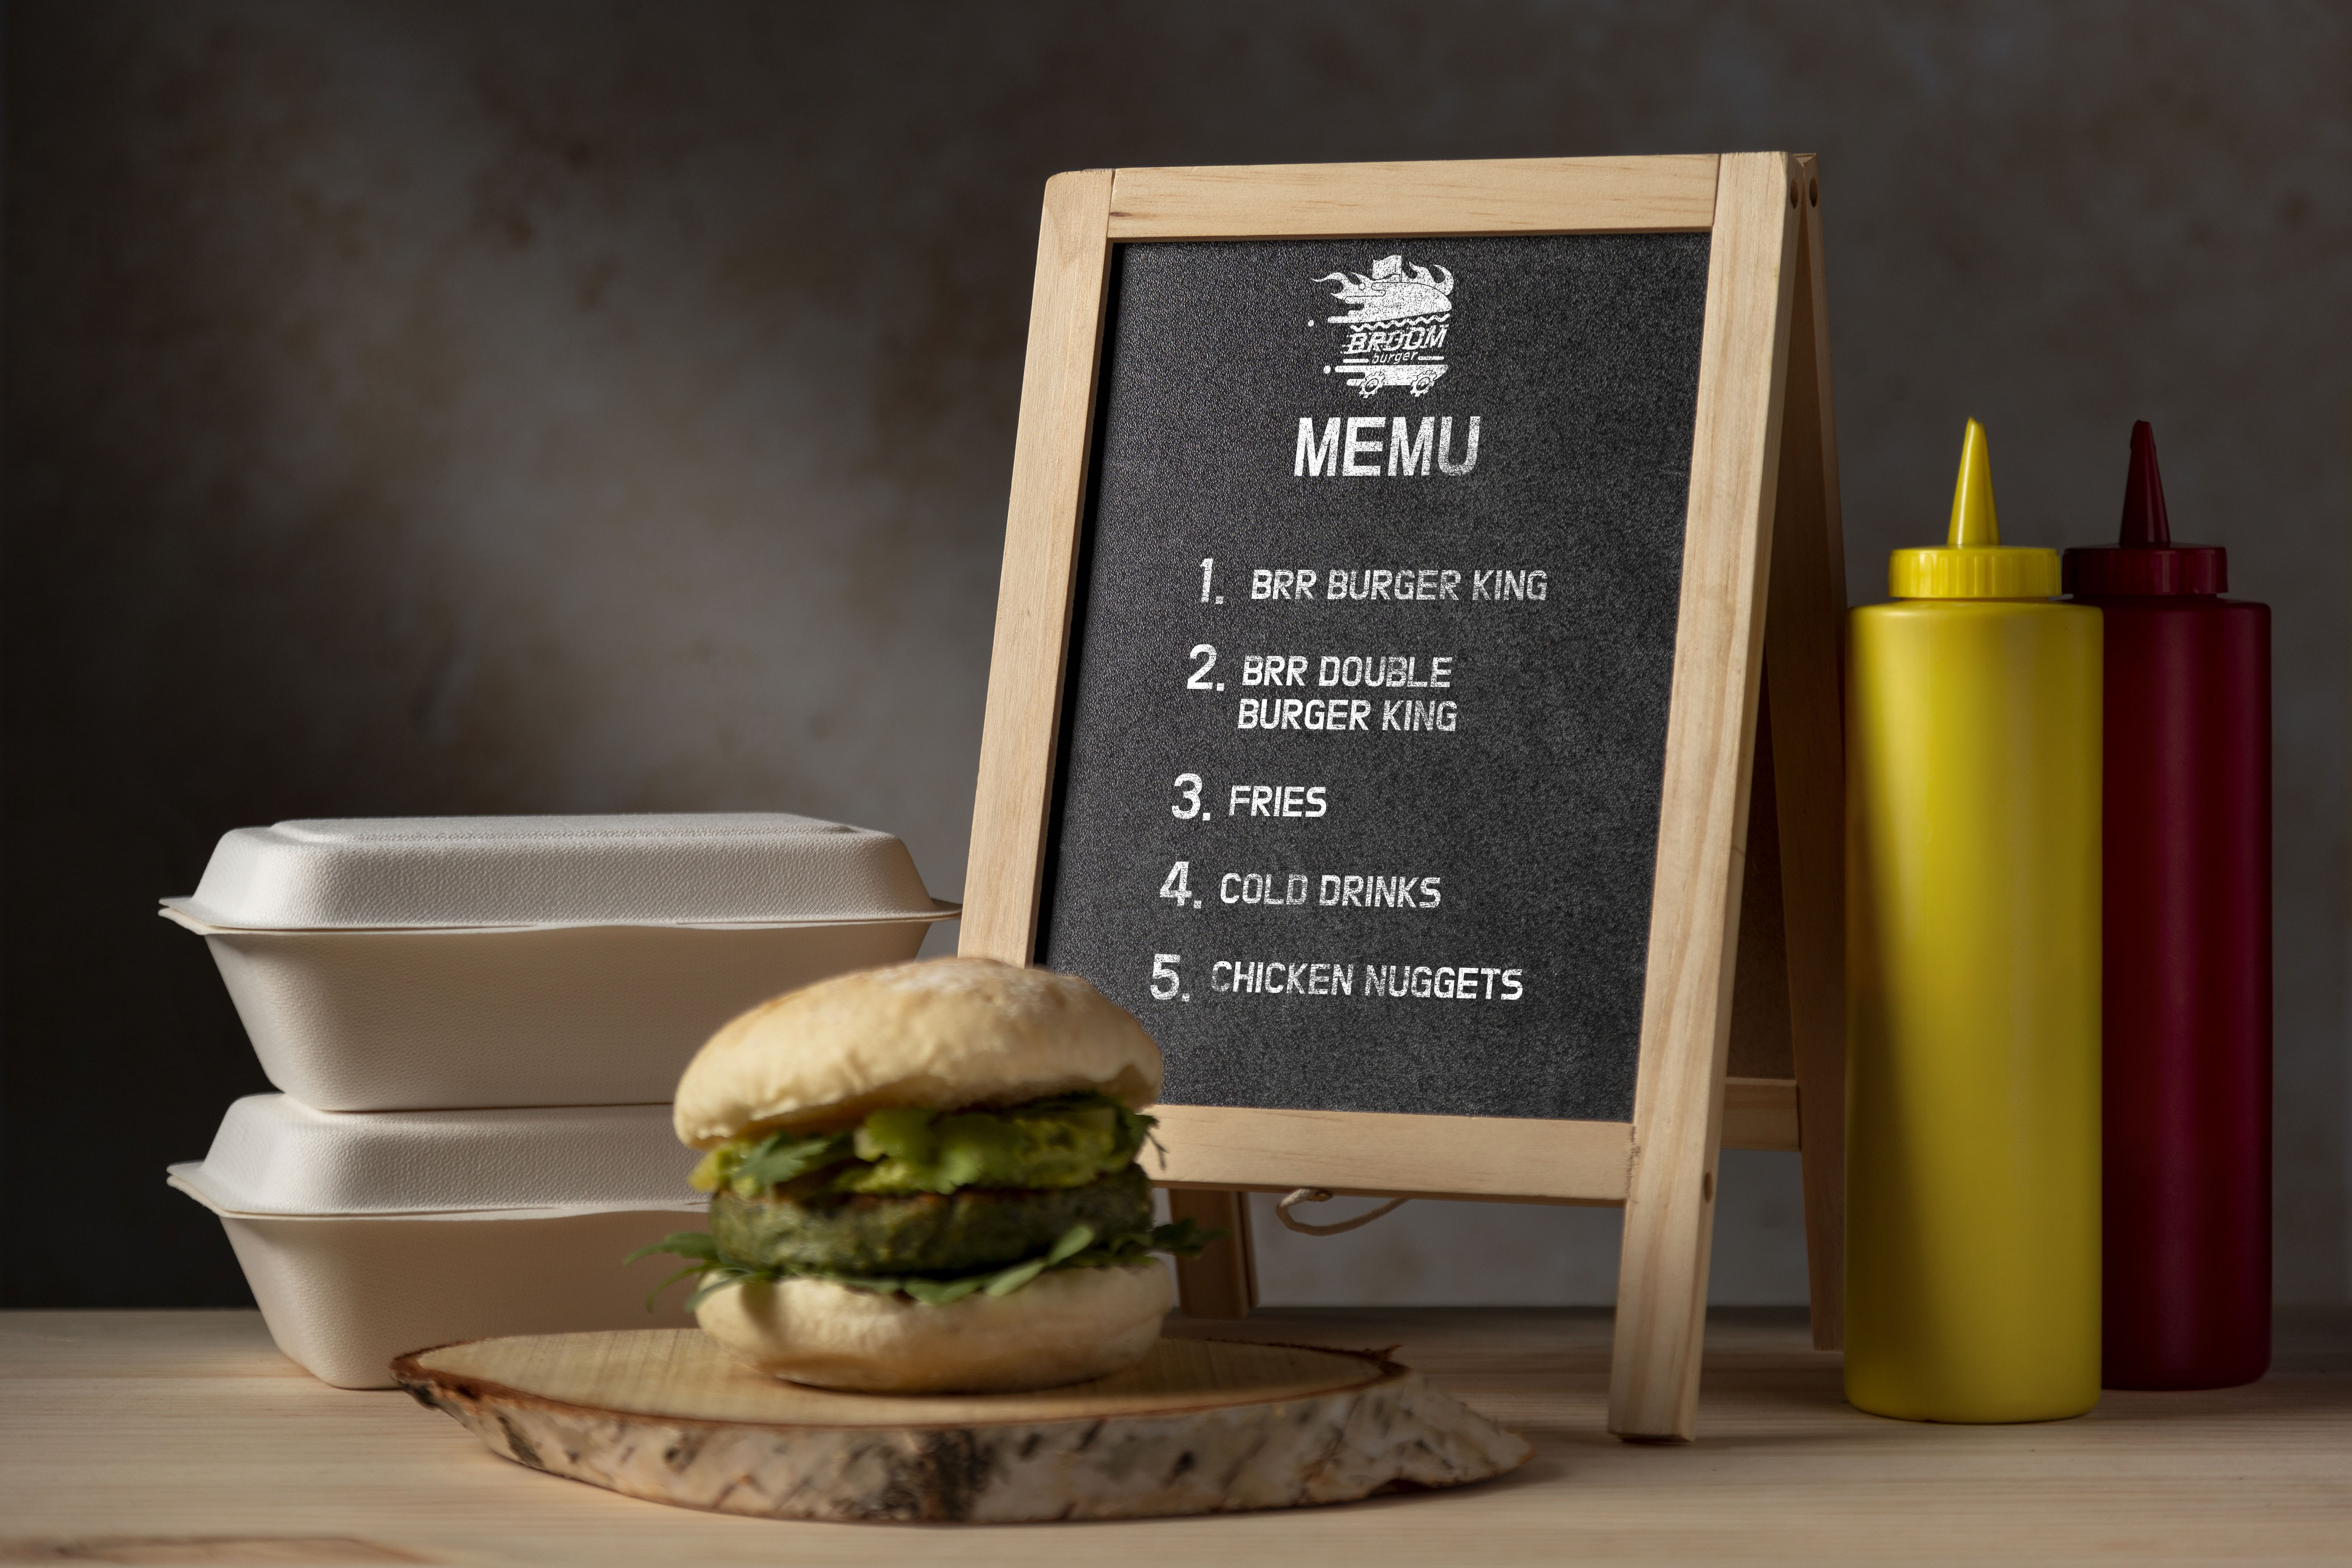 BROOM
burger
MEMU
1. BRR BURGER KING
2. BRR DOUBLE
BURGER KING
3. FRIES
4. COLD DRINKS
5. CHICKEN NUGGETS